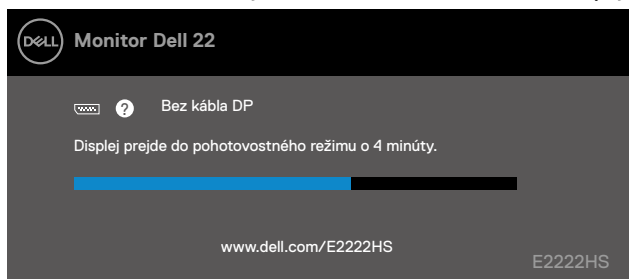 DELL Monitor Dell 22
? Bez kábla DP
Displej prejde do pohotovostného režimu o 4 minúty.
www.dell.com/E2222HS
E2222HS